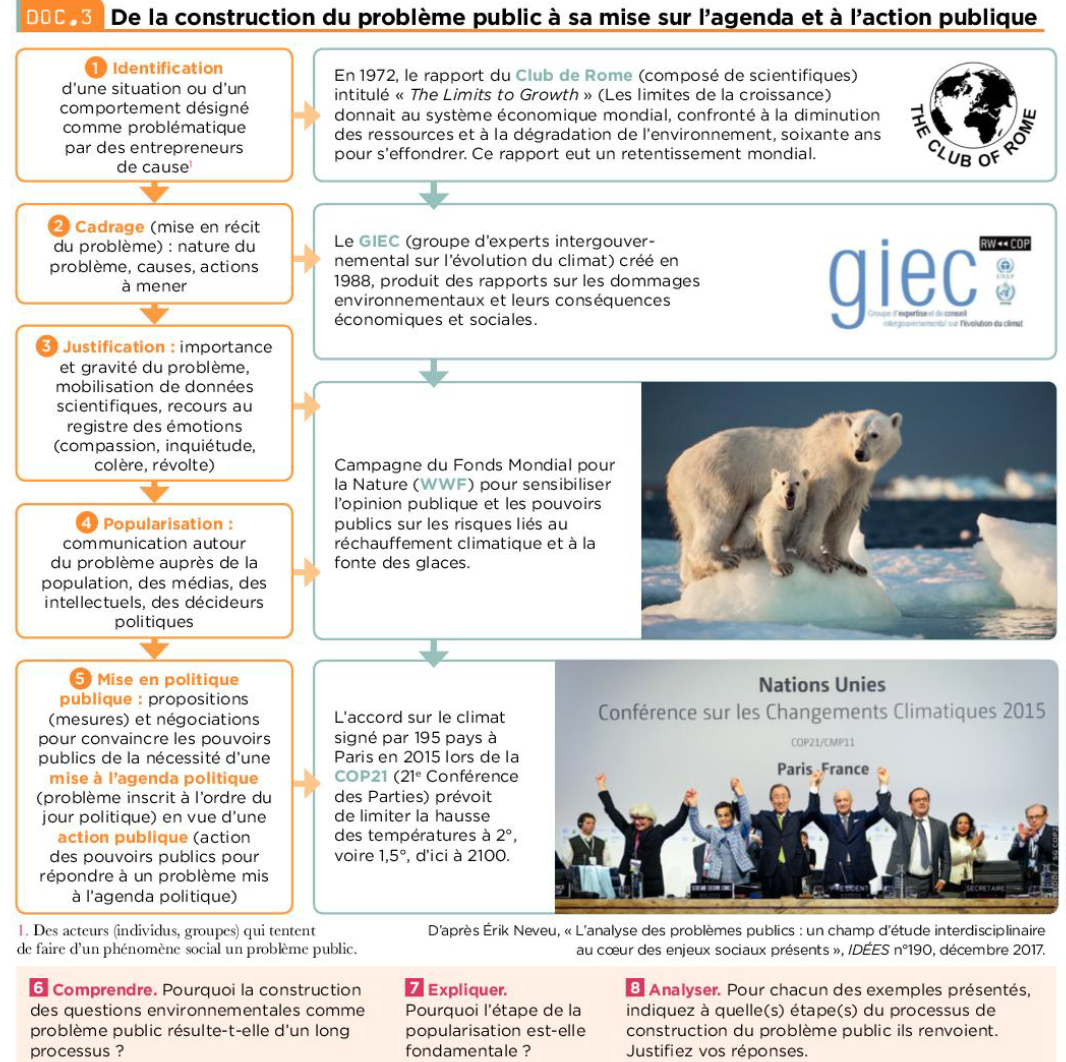 DOC.3 De la construction du problème public à sa mise sur l'agenda et à l'action publique
1 Identification
d'une situation ou d'un
comportement désigné
comme problématique
par des entrepreneurs
de cause1
En 1972, le rapport du Club de Rome (composé de scientifiques)
intitulé « The Limits to Growth » (Les limites de la croissance)
donnait au système économique mondial, confronté à la diminution
des ressources et à la dégradation de l'environnement, soixante ans
pour s'effondrer. Ce rapport eut un retentissement mondial.
THE CLUB OF ROME
2 Cadrage (mise en récit
du problème) : nature du
problème, causes, actions
à mener
Le GIEC (groupe d'experts intergouver-
nemental sur l'évolution du climat) créé en
1988, produit des rapports sur les dommages
environnementaux et leurs conséquences
économiques et sociales.
RW◄◄COP
giec
Groupe d'expertise et de conseil
intergouvernemental sur l'évolution du climat
3 Justification : importance
et gravité du problème,
mobilisation de données
scientifiques, recours au
registre des émotions
(compassion, inquiétude,
colère, révolte)
4 Popularisation :
communication autour
du problème auprès de la
population, des médias, des
intellectuels, des décideurs
politiques
Campagne du Fonds Mondial pour
la Nature (WWF) pour sensibiliser
l'opinion publique et les pouvoirs
publics sur les risques liés au
réchauffement climatique et à la
fonte des glaces.
5 Mise en politique
publique : propositions
(mesures) et négociations
pour convaincre les pouvoirs
publics de la nécessité d'une
mise à l'agenda politique
(problème inscrit à l'ordre du
jour politique) en vue d'une
action publique (action
des pouvoirs publics pour
répondre à un problème mis
à l'agenda politique)
L'accord sur le climat
signé par 195 pays à
Paris en 2015 lors de la
COP21 (21e Conférence
des Parties) prévoit
de limiter la hausse
des températures à 2°,
voire 1,5°, d'ici à 2100.
Nations Unies
Conférence sur les Changements Climatiques 2015
COP21/CMP11
Paris, France
PRESIDENT
SECRETAIRE
1. Des acteurs (individus, groupes) qui tentent
de faire d'un phénomène social un problème public.
D'après Érik Neveu, « L'analyse des problèmes publics : un champ d'étude interdisciplinaire
au cœur des enjeux sociaux présents », IDÉES n°190, décembre 2017.
6 Comprendre. Pourquoi la construction
des questions environnementales comme
problème public résulte-t-elle d'un long
processus ?
7 Expliquer.
Pourquoi l'étape de la
popularisation est-elle
fondamentale ?
8 Analyser. Pour chacun des exemples présentés,
indiquez à quelle(s) étape(s) du processus de
construction du problème public ils renvoient.
Justifiez vos réponses.